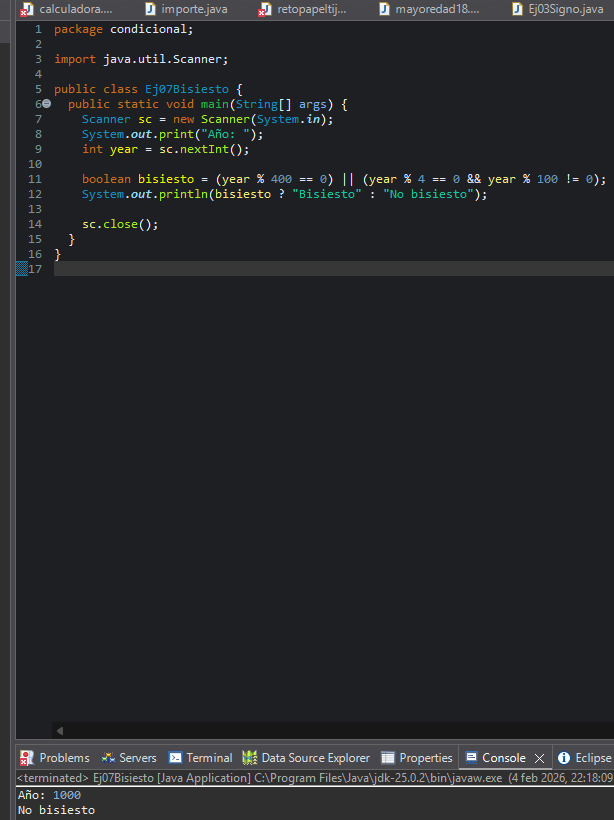 calculadora.... importe.java retopapeltij... mayoredad18.... Ej03Signo.java
1 package condicional;
2
3 import java.util.Scanner;
4
5 public class Ej07Bisiesto {
6 public static void main(String[] args) {
7 Scanner sc = new Scanner(System.in);
8 System.out.print("Año: ");
9 int year = sc.nextInt();
10
11 boolean bisiesto = (year % 400 == 0) || (year % 4 == 0 && year % 100 != 0);
12 System.out.println(bisiesto ? "Bisiesto" : "No bisiesto");
13
14 sc.close();
15 }
16 }
17
Problems Servers Terminal Data Source Explorer Properties Console Eclipse
<terminated> Ej07Bisiesto [Java Application] C:\Program Files\Java\jdk-25.0.2\bin\javaw.exe (4 feb 2026, 22:18:09
Año: 1000
No bisiesto